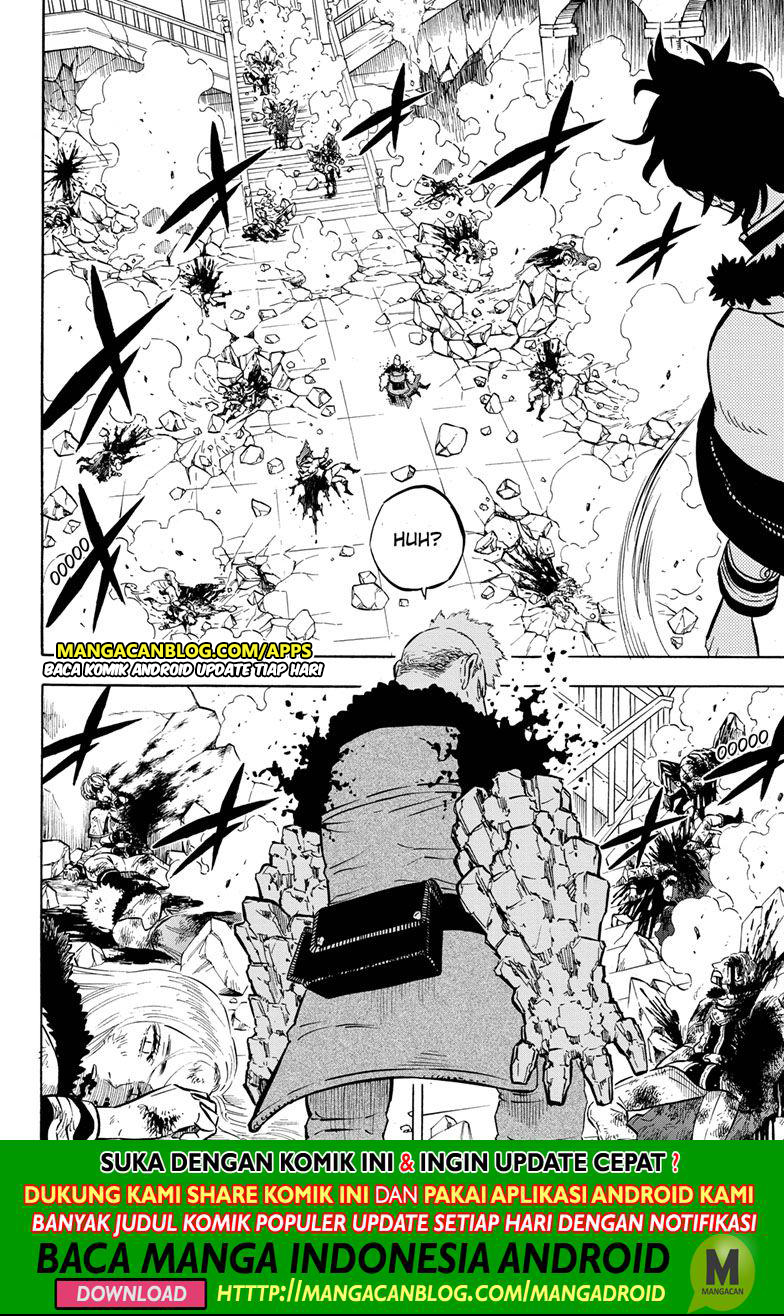 HUH?
OOOOO
MANGACANBLOG.COM/APPS
BACA KOMIK ANDROID UPDATE TIAP HARI
OOOOO
SUKA DENGAN KOMIK INI & INGIN UPDATE CEPAT ?
DUKUNG KAMI SHARE KOMIK INI DAN PAKAI APLIKASI ANDROID KAMI
BANYAK JUDUL KOMIK POPULER UPDATE SETIAP HARI DENGAN NOTIFIKASI
BACA MANGA INDONESIA ANDROID
M
MANGACAN
DOWNLOAD
HTTTP://MANGACANBLOG.COM/MANGADROID